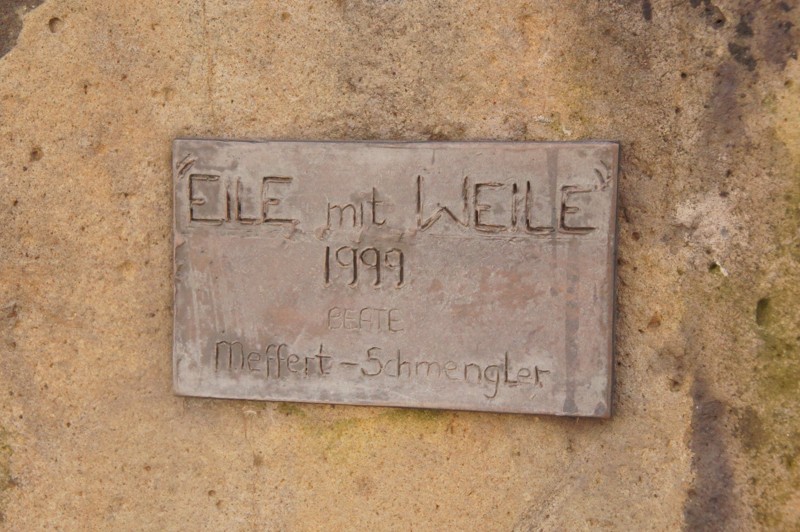 "EILE mit WEILE"
1999
BEATE
Meffert-Schmengler